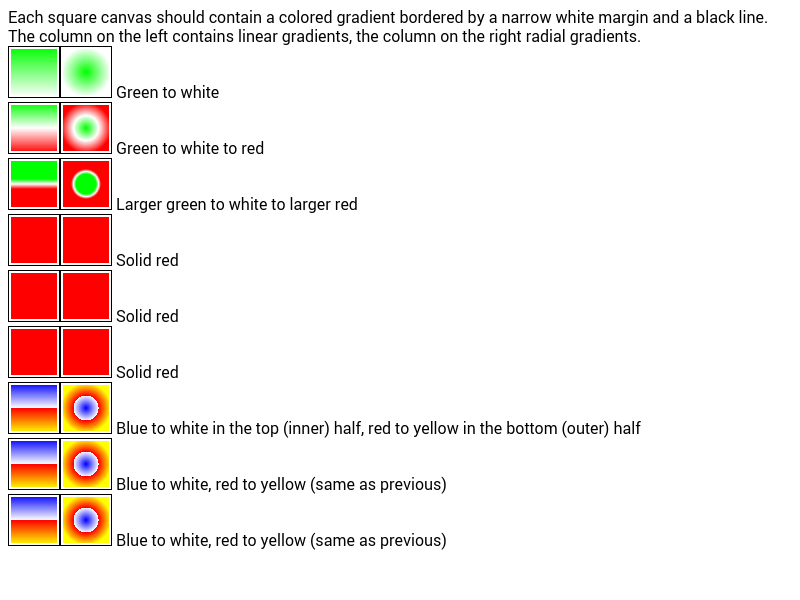 Each square canvas should contain a colored gradient bordered by a narrow white margin and a black line.
The column on the left contains linear gradients, the column on the right radial gradients.
Green to white
Green to white to red
Larger green to white to larger red
Solid red
Solid red
Solid red
Blue to white in the top (inner) half, red to yellow in the bottom (outer) half
Blue to white, red to yellow (same as previous)
Blue to white, red to yellow (same as previous)